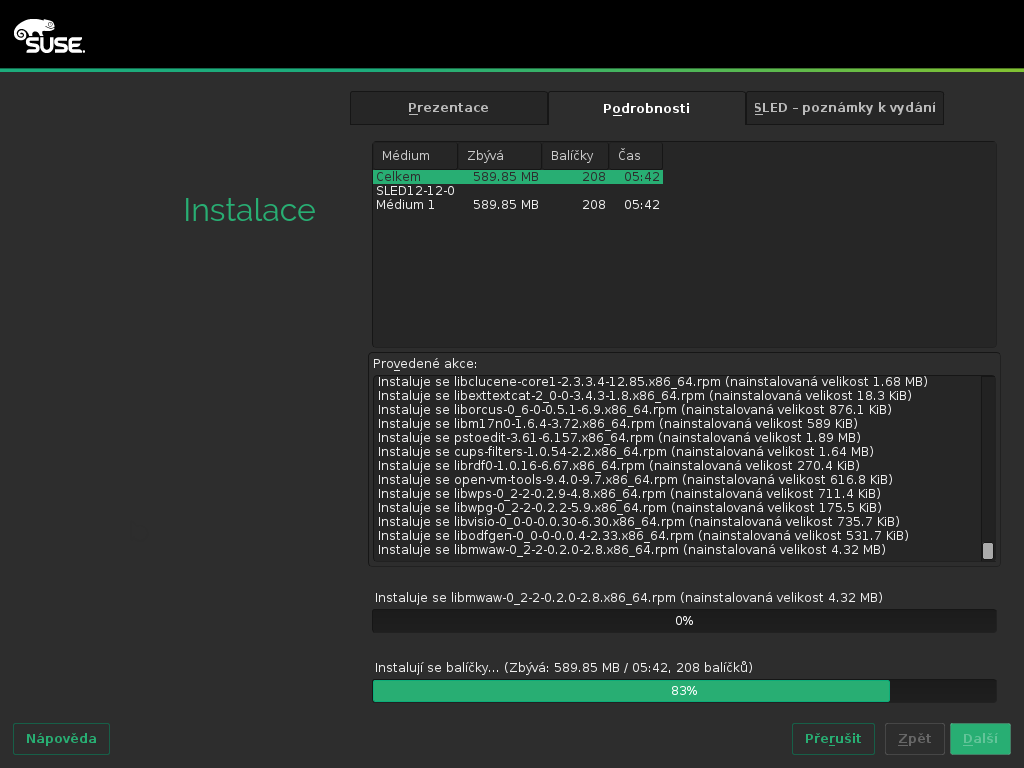 SUSE.
Prezentace Podrobnosti SLED – poznámky k vydání
Instalace
Médium Zbývá Balíčky Čas
Celkem 589.85 MB 208 05:42
SLED12-12-0
Médium 1 589.85 MB 208 05:42
Provedené akce:
Instaluje se libclucene-core1-2.3.3.4-12.85.x86_64.rpm (nainstalovaná velikost 1.68 MB)
Instaluje se libexttextcat-2_0-0-3.4.3-1.8.x86_64.rpm (nainstalovaná velikost 18.3 KiB)
Instaluje se liborcus-0_6-0-0.5.1-6.9.x86_64.rpm (nainstalovaná velikost 876.1 KiB)
Instaluje se libm17n0-1.6.4-3.72.x86_64.rpm (nainstalovaná velikost 589 KiB)
Instaluje se pstoedit-3.61-6.157.x86_64.rpm (nainstalovaná velikost 1.89 MB)
Instaluje se cups-filters-1.0.54-2.2.x86_64.rpm (nainstalovaná velikost 1.64 MB)
Instaluje se librdf0-1.0.16-6.67.x86_64.rpm (nainstalovaná velikost 270.4 KiB)
Instaluje se open-vm-tools-9.4.0-9.7.x86_64.rpm (nainstalovaná velikost 616.8 KiB)
Instaluje se libwps-0_2-2-0.2.9-4.8.x86_64.rpm (nainstalovaná velikost 711.4 KiB)
Instaluje se libwpg-0_2-2-0.2.2-5.9.x86_64.rpm (nainstalovaná velikost 175.5 KiB)
Instaluje se libvisio-0_0-0-0.0.30-6.30.x86_64.rpm (nainstalovaná velikost 735.7 KiB)
Instaluje se libodfgen-0_0-0-0.0.4-2.33.x86_64.rpm (nainstalovaná velikost 531.7 KiB)
Instaluje se libmwaw-0_2-2-0.2.0-2.8.x86_64.rpm (nainstalovaná velikost 4.32 MB)
Instaluje se libmwaw-0_2-2-0.2.0-2.8.x86_64.rpm (nainstalovaná velikost 4.32 MB)
0%
Instalují se balíčky... (Zbývá: 589.85 MB / 05:42, 208 balíčků)
83%
Nápověda Přerušit Zpět Další